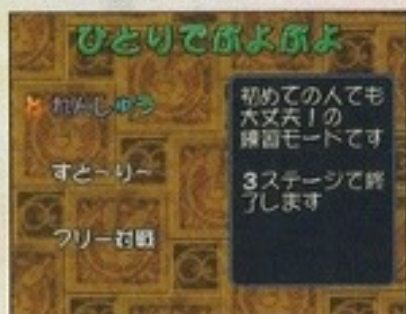 ひとりでぷよぷよ
れんしゅう
すと~り~
フリー対戦
初めての人でも
大丈夫!の
練習モードです
3ステージで終
了します